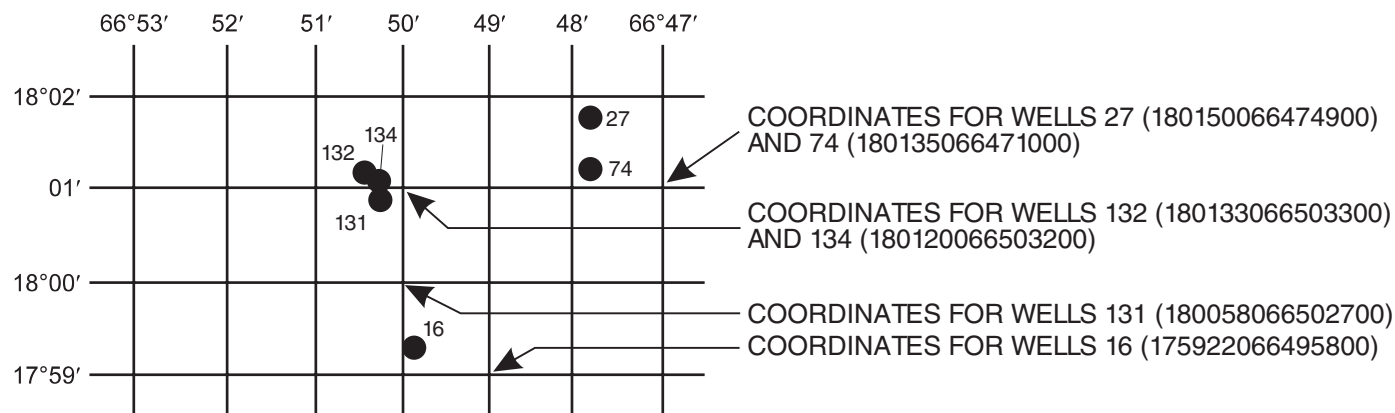 66°53′ 52′ 51′ 50′ 49′ 48′ 66°47′
18°02′
27
COORDINATES FOR WELLS 27 (180150066474900)
AND 74 (180135066471000)
134
132
74
01′
131
COORDINATES FOR WELLS 132 (180133066503300)
AND 134 (180120066503200)
18°00′
COORDINATES FOR WELLS 131 (180058066502700)
16
COORDINATES FOR WELLS 16 (175922066495800)
17°59′